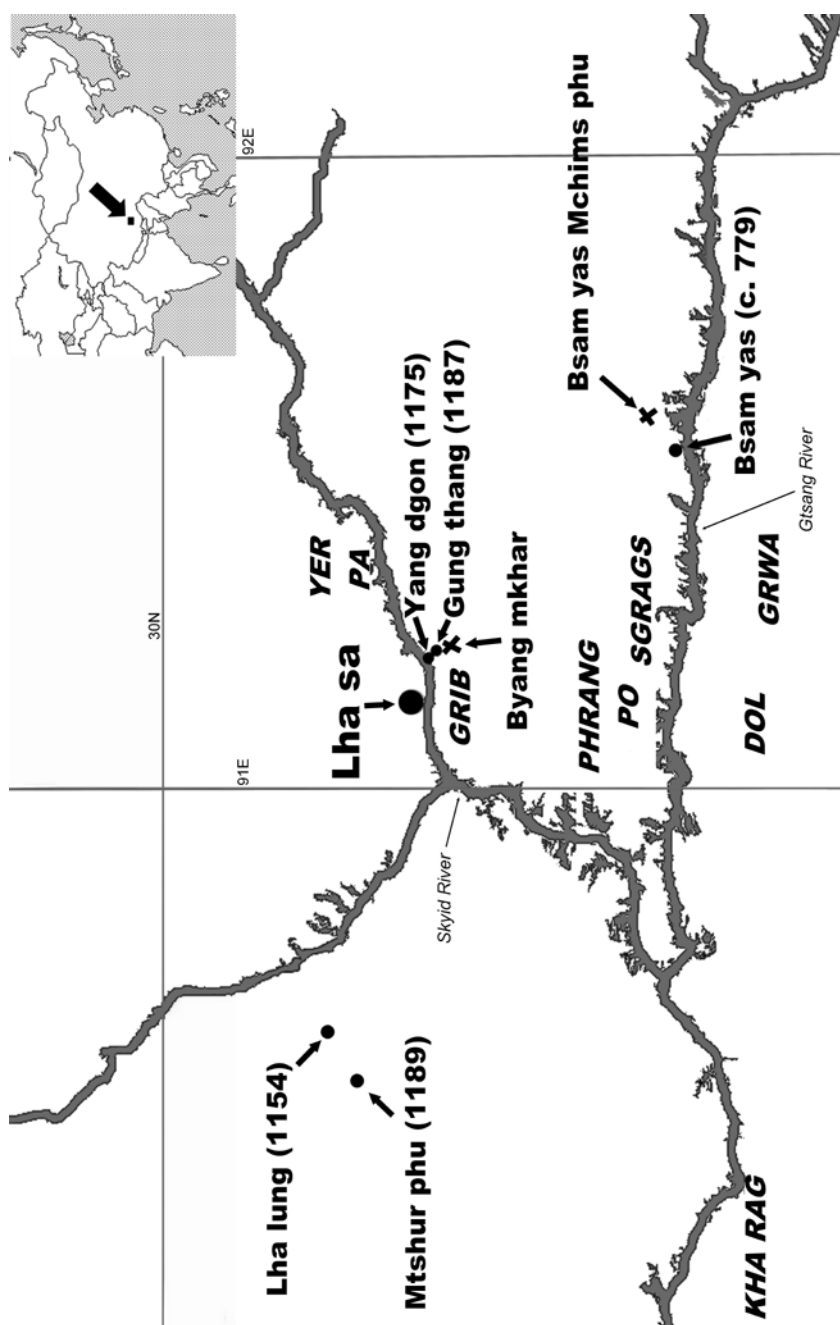 92E
30N
91E
YER
PA
Yang dgon (1175)
Gung thang (1187)
Lha sa
GRIB
Byang mkhar
Skyid River
Lha lung (1154)
Mtshur phu (1189)
Bsam yas Mchims phu
Bsam yas (c. 779)
Gtsang River
PHRANG
PO
SGRAGS
GRWA
DOL
KHA RAG